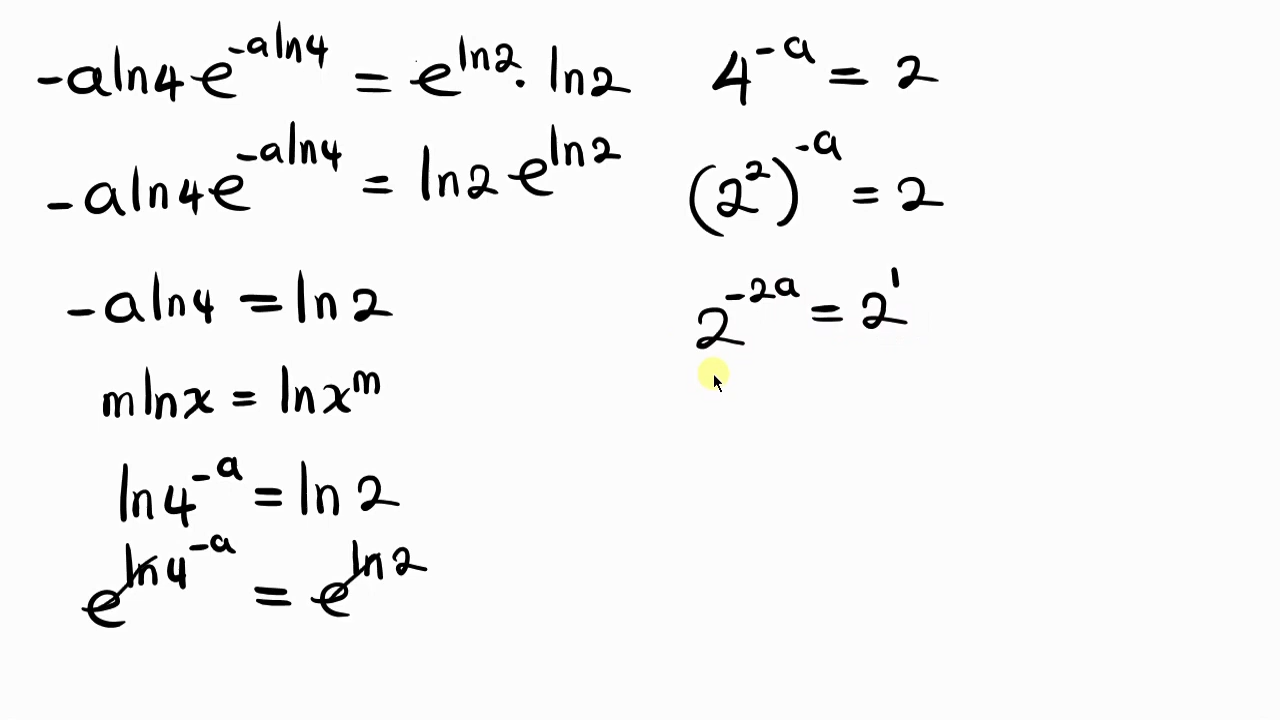 -aln4e^{-aln4} = e^{ln2} · ln2
-aln4e^{-aln4} = ln2 e^{ln2}
-aln4 = ln2
mlnx = lnx^m
ln4^{-a} = ln2
e^{ln4^{-a}} = e^{ln2}
4^{-a} = 2
(2^2)^{-a} = 2
2^{-2a} = 2^1